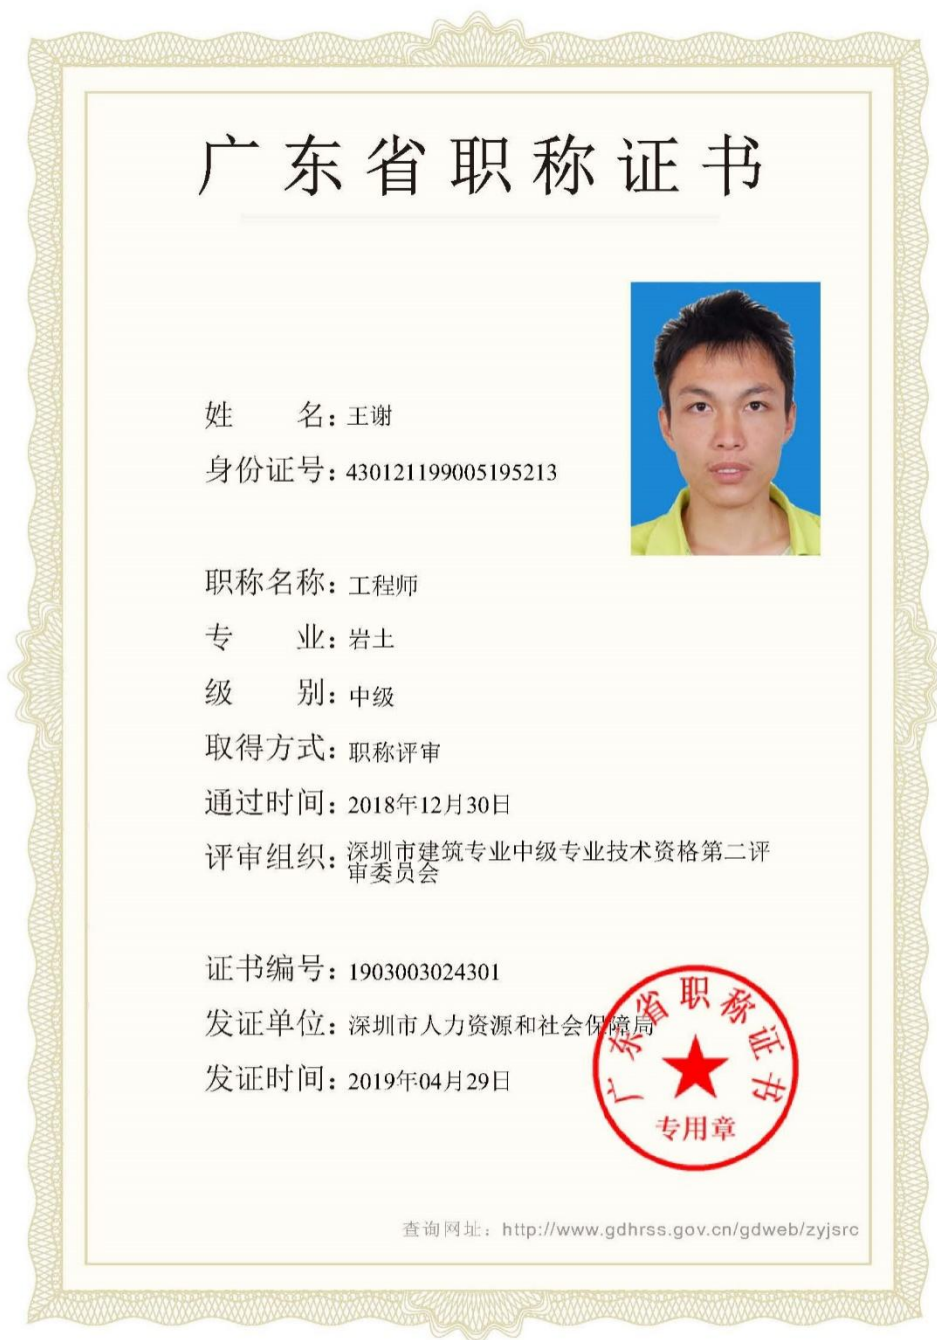 广东省职称证书
姓 名：王谢
身份证号：430121199005195213
职称名称：工程师
专 业：岩土
级 别：中级
取得方式：职称评审
通过时间：2018年12月30日
评审组织：深圳市建筑专业中级专业技术资格第二评
审委员会
证书编号：1903003024301
发证单位：深圳市人力资源和社会保障局
发证时间：2019年04月29日
广东省职称证书
专用章
查询网址：http://www.gdhrss.gov.cn/gdweb/zyjsrc